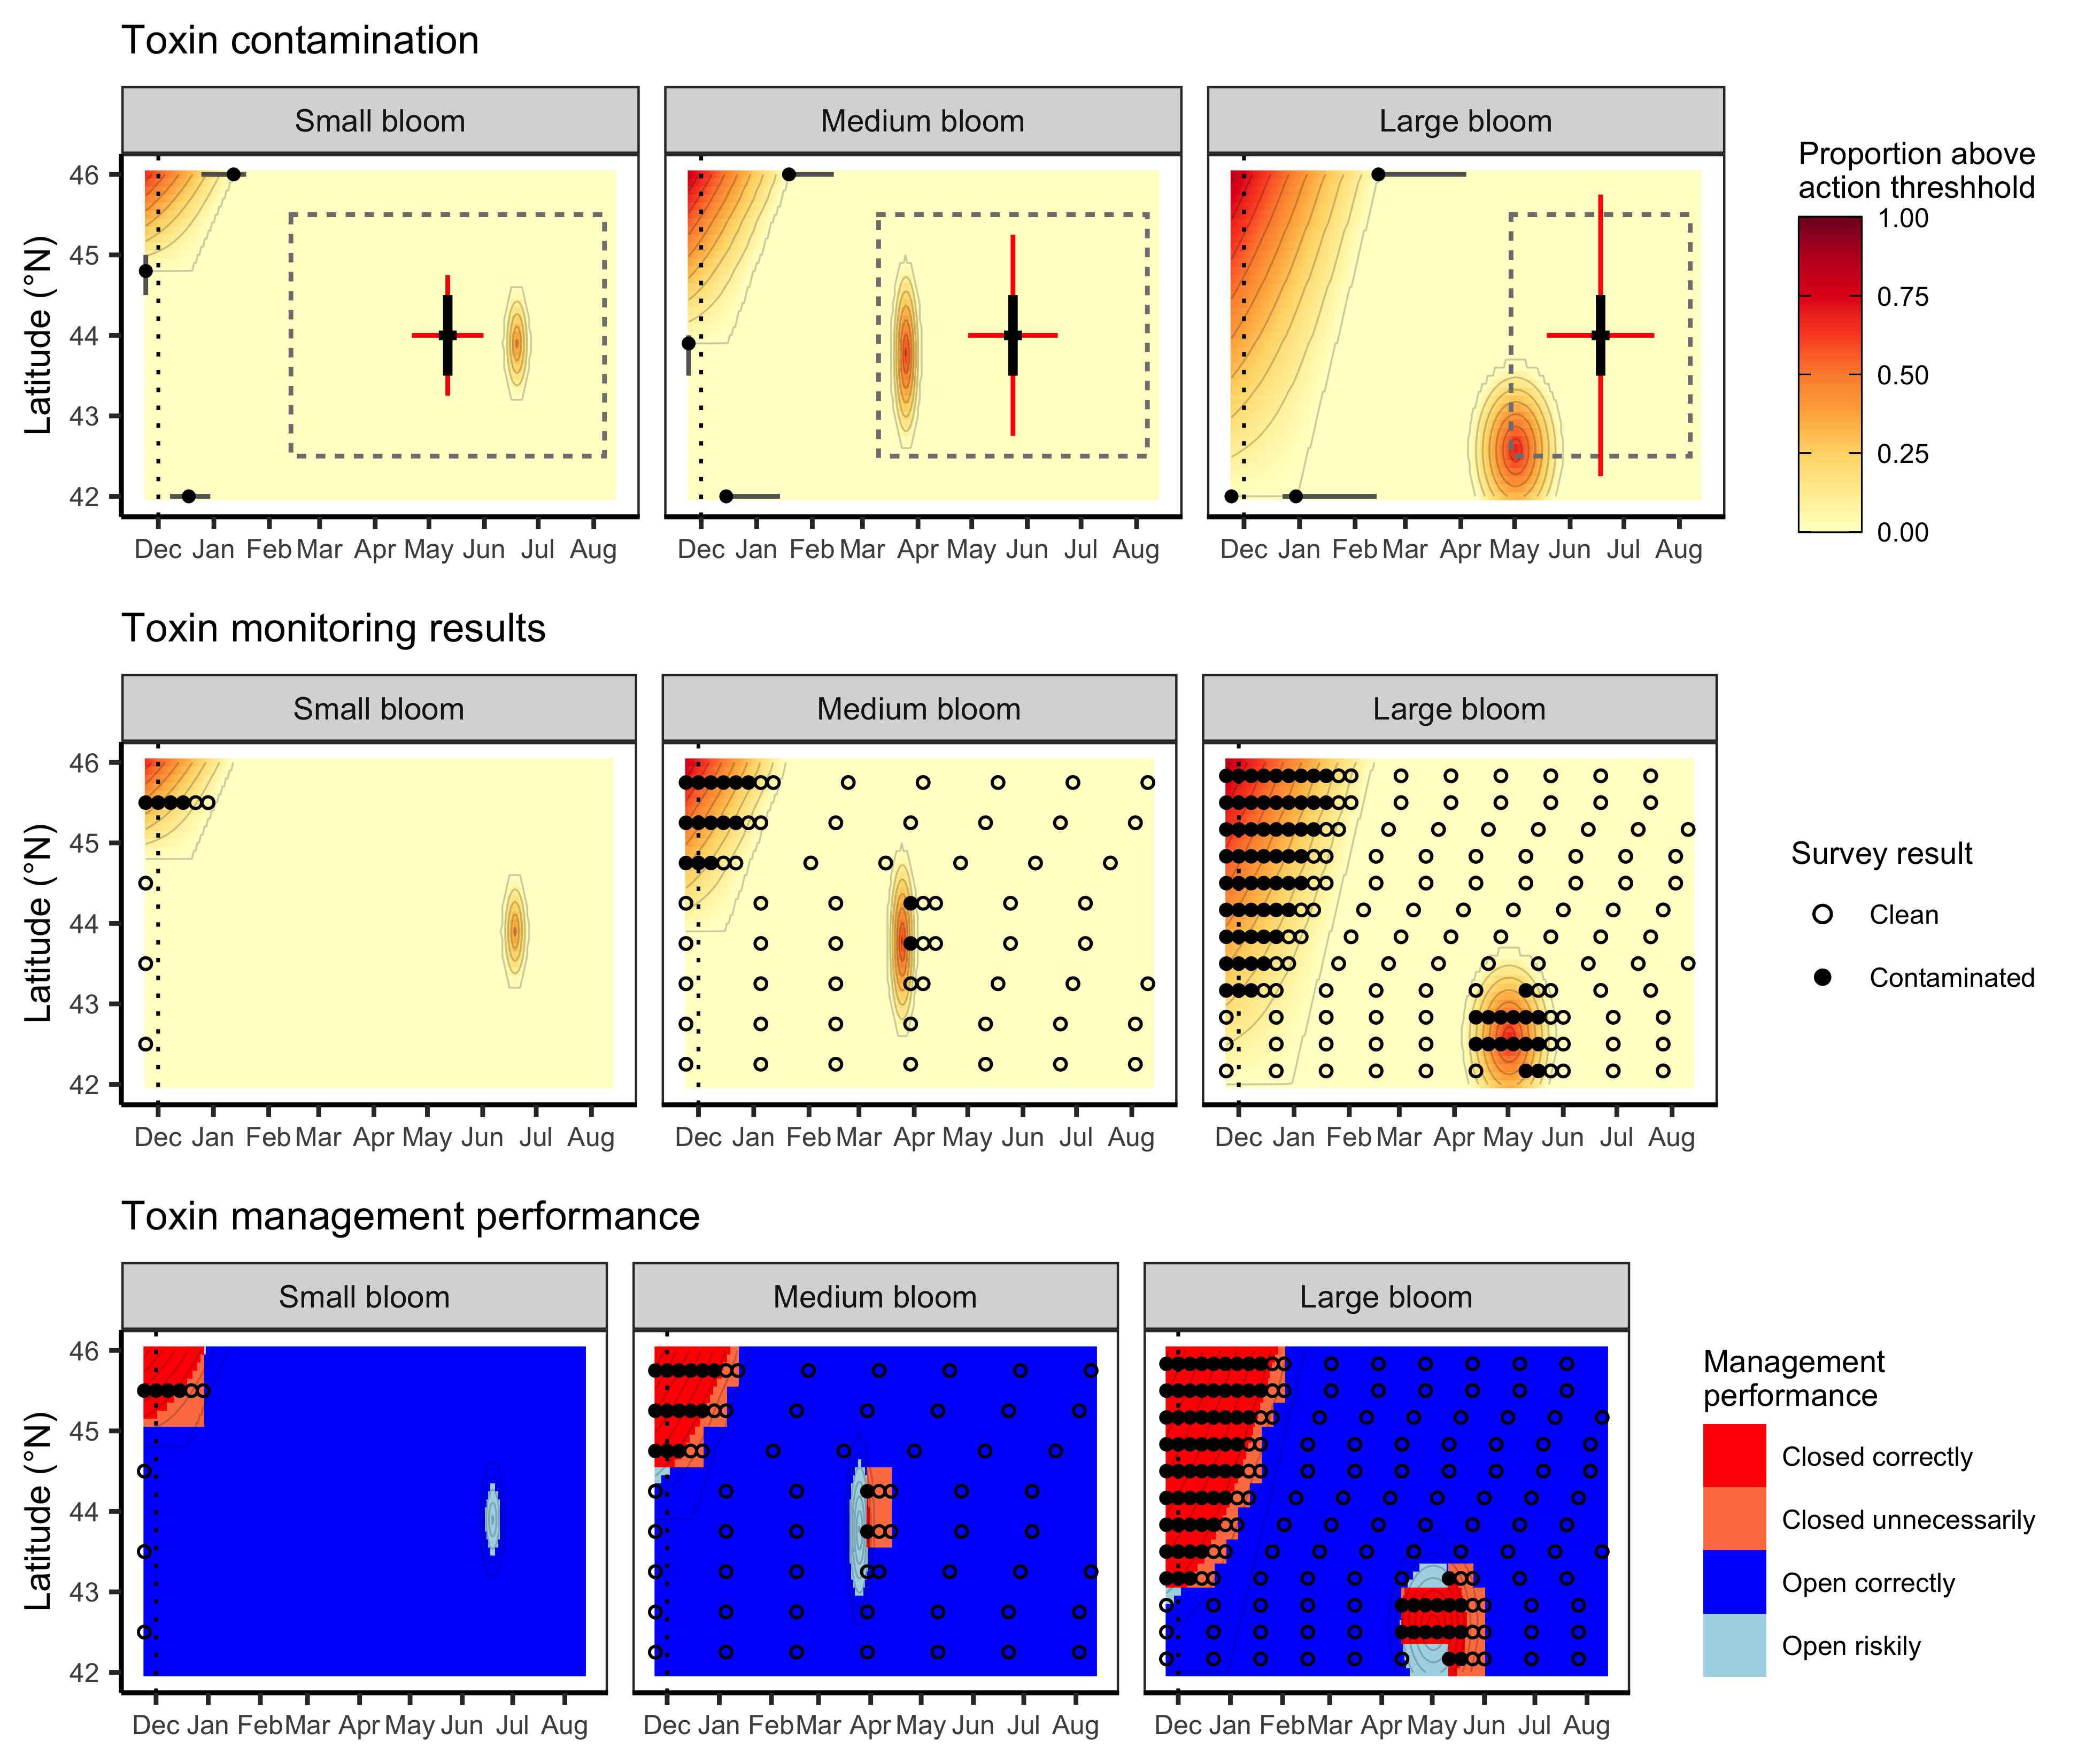 Toxin contamination
Small bloom
Medium bloom
Large bloom
Latitude (°N)
46
45
44
43
42
Dec Jan Feb Mar Apr May Jun Jul Aug
Dec Jan Feb Mar Apr May Jun Jul Aug
Dec Jan Feb Mar Apr May Jun Jul Aug
Proportion above
action threshhold
1.00
0.75
0.50
0.25
0.00
Toxin monitoring results
Small bloom
Medium bloom
Large bloom
Latitude (°N)
46
45
44
43
42
Dec Jan Feb Mar Apr May Jun Jul Aug
Dec Jan Feb Mar Apr May Jun Jul Aug
Dec Jan Feb Mar Apr May Jun Jul Aug
Survey result
Clean
Contaminated
Toxin management performance
Small bloom
Medium bloom
Large bloom
Latitude (°N)
46
45
44
43
42
Dec Jan Feb Mar Apr May Jun Jul Aug
Dec Jan Feb Mar Apr May Jun Jul Aug
Dec Jan Feb Mar Apr May Jun Jul Aug
Management
performance
Closed correctly
Closed unnecessarily
Open correctly
Open riskily